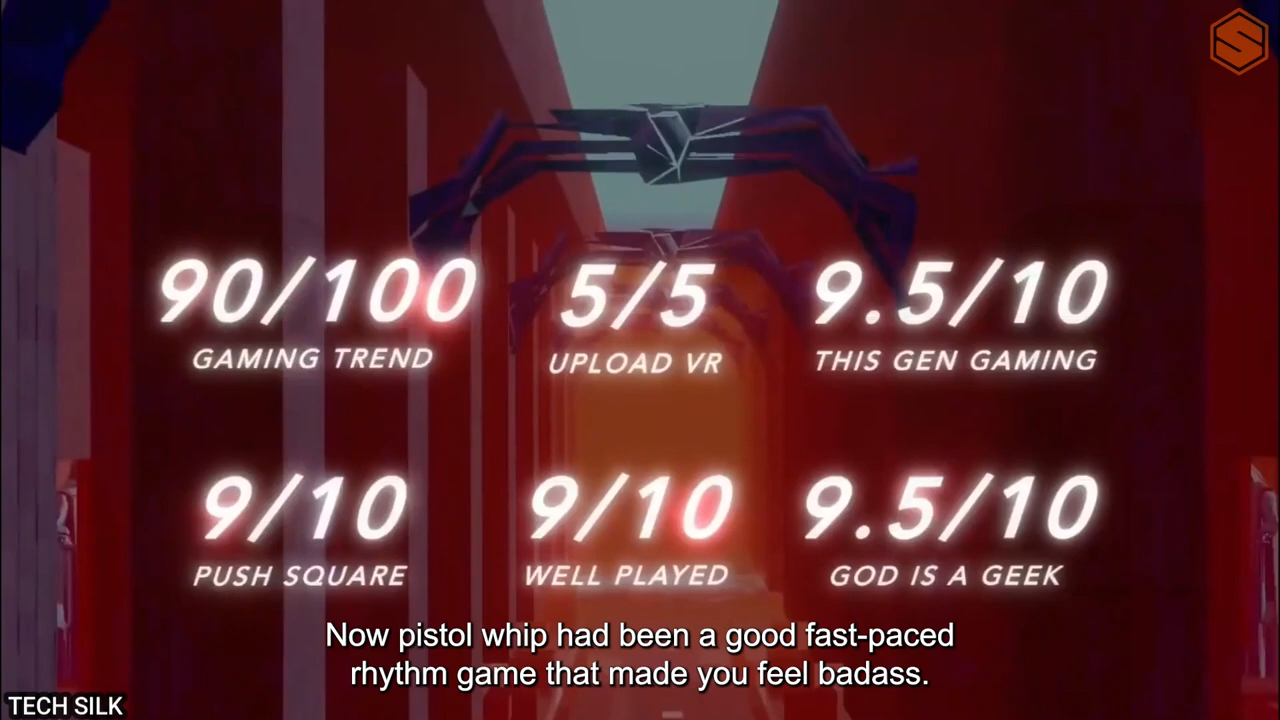 90/100 5/5 9.5/10
GAMING TREND UPLOAD VR THIS GEN GAMING
9/10 9/10 9.5/10
PUSH SQUARE WELL PLAYED GOD IS A GEEK
Now pistol whip had been a good fast-paced
rhythm game that made you feel badass.
TECH SILK